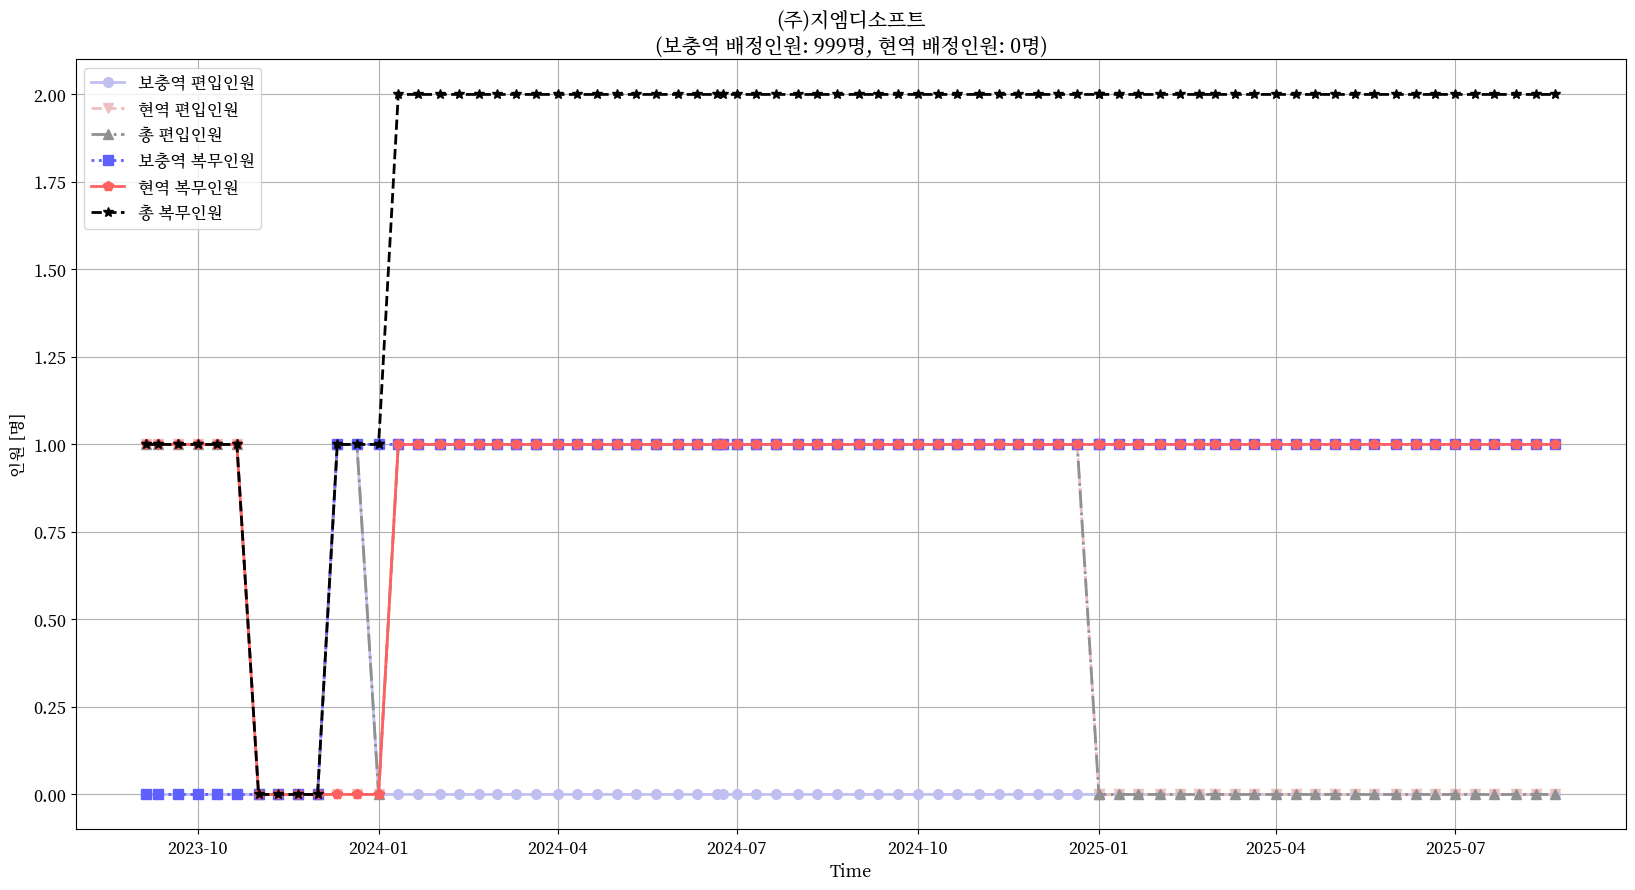 (주)지엠디소프트
(보충역 배정인원: 999명, 현역 배정인원: 0명)
보충역 편입인원
현역 편입인원
총 편입인원
보충역 복무인원
현역 복무인원
총 복무인원
2.00
1.75
1.50
1.25
1.00
0.75
0.50
0.25
0.00
인원 [명]
2023-10 2024-01 2024-04 2024-07 2024-10 2025-01 2025-04 2025-07
Time